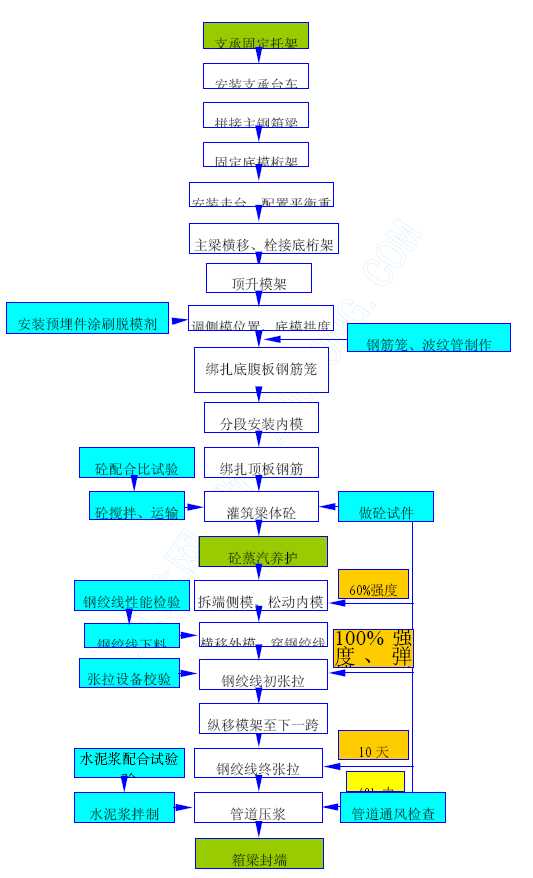 支承固定托架
安装支承台车
拼接主钢箱梁
固定底模桁架
安装走台、配置平衡重
主梁横移、栓接底桁架
顶升模架
安装预埋件涂刷脱模剂
调侧模位置、底模拱度
钢筋笼、波纹管制作
绑扎底腹板钢筋笼
分段安装内模
砼配合比试验
绑扎顶板钢筋
砼搅拌、运输
灌筑梁体砼
做砼试件
砼蒸汽养护
钢绞线性能检验
拆端侧模、松动内模
60%强度
钢绞线下料
横移外模、穿钢绞线
100%强
度、弹
张拉设备校验
钢绞线初张拉
纵移模架至下一跨
水泥浆配合试验
钢绞线终张拉
10天
水泥浆拌制
管道压浆
管道通风检查
箱梁封端